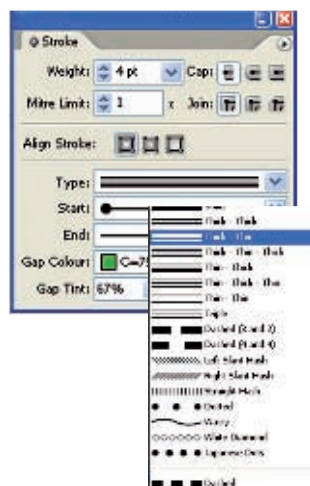 Stroke
Weight: 4 pt Cap:
Mitre Limit: 1 x Join:
Align Stroke:
Type:
Start:
End:
Gap Colour: C=75
Gap Tint: 67%
Thick - Thick
Thick - Thin
Thick - Thin - Thick
Thin - Thick
Thin - Thick - Thin
Thin - Thin
Triple
Dashed (3 and 2)
Dashed (4 and 4)
Left Slant Hash
Right Slant Hash
Straight Hash
Dotted
Wavy
White Diamond
Japanese Dots
Dashed